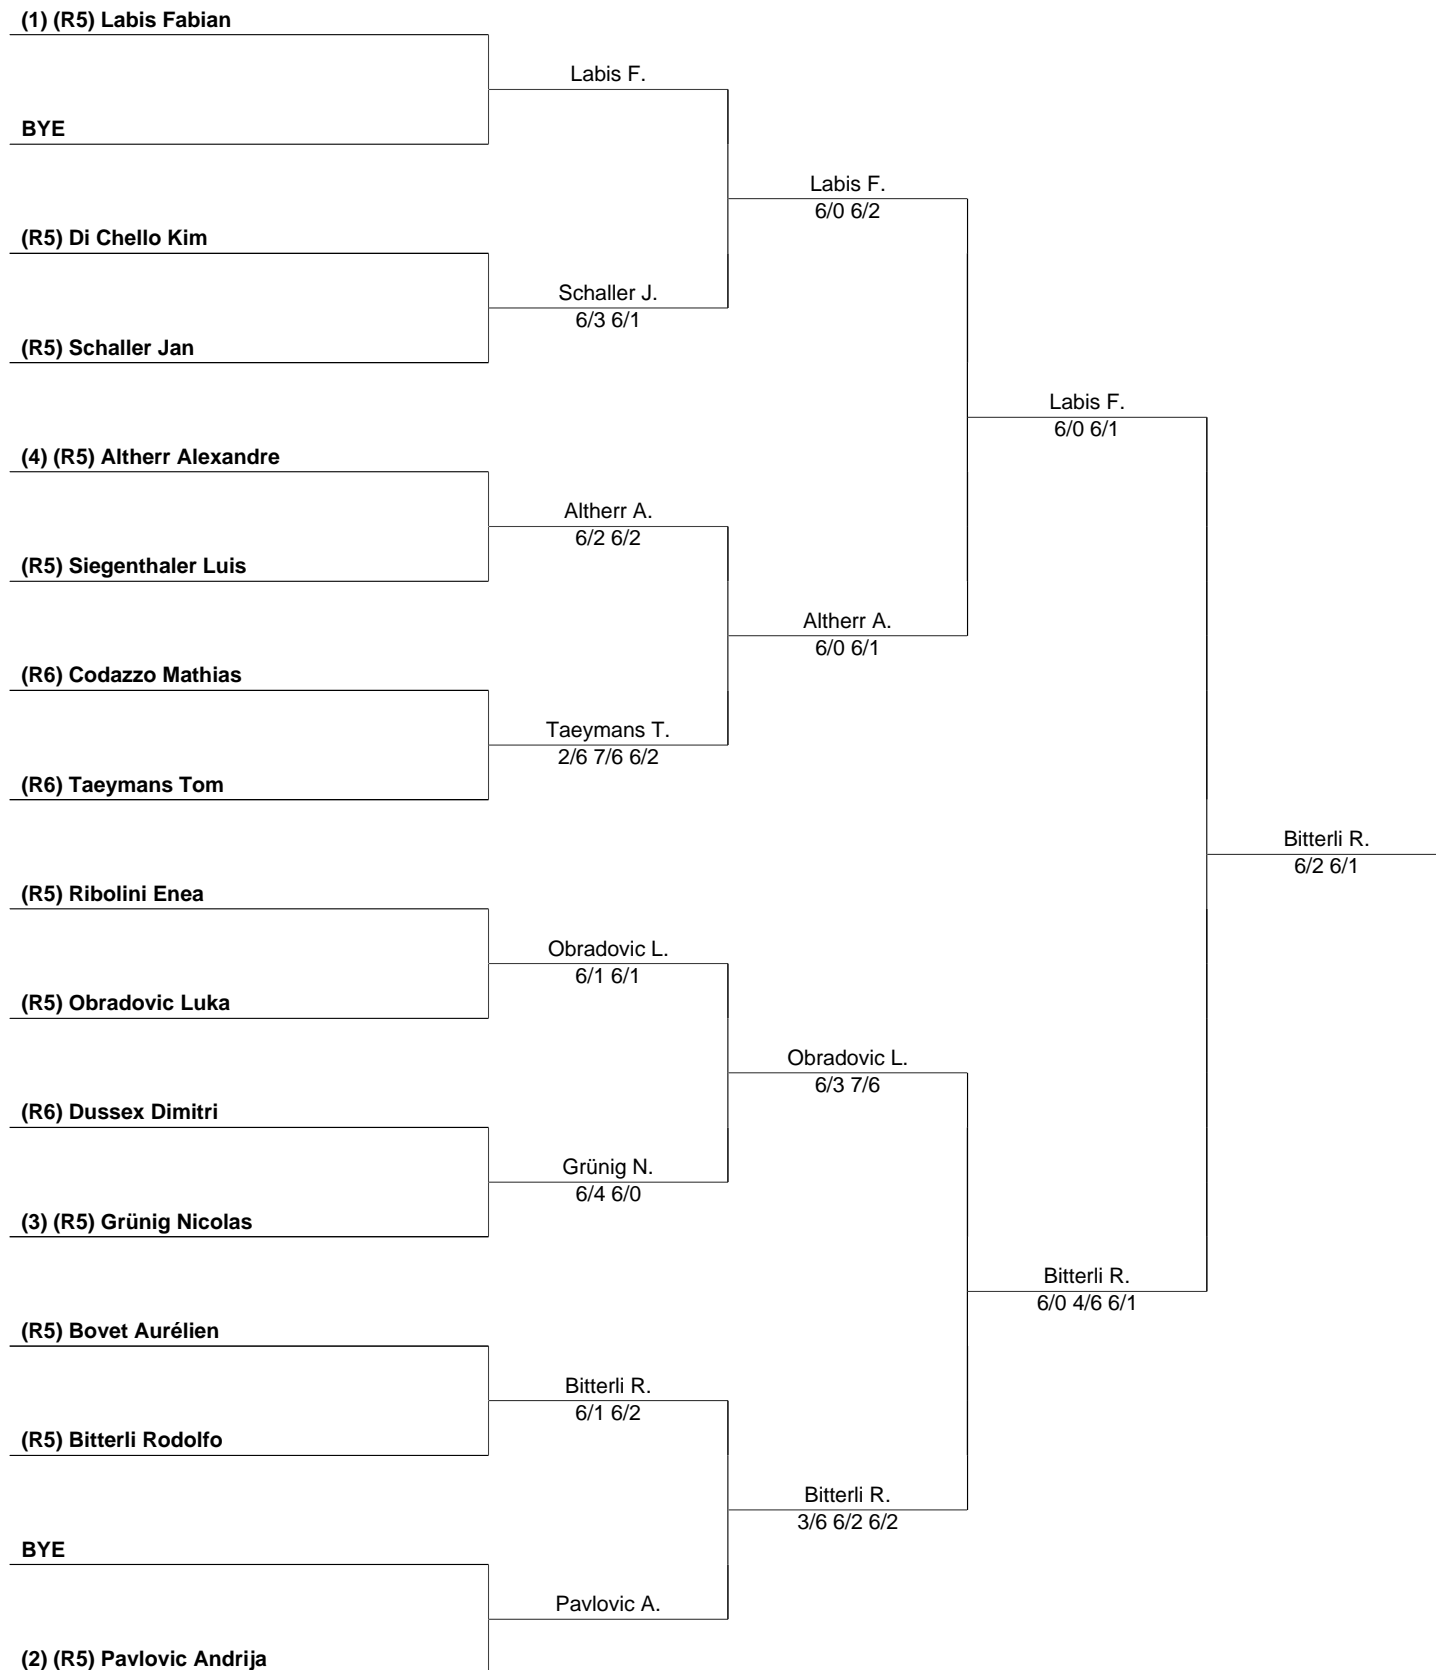 (1) (R5) Labis Fabian
Labis F.
BYE
Labis F.
6/0 6/2
(R5) Di Chello Kim
Schaller J.
6/3 6/1
(R5) Schaller Jan
Labis F.
6/0 6/1
(4) (R5) Altherr Alexandre
Altherr A.
6/2 6/2
(R5) Siegenthaler Luis
Altherr A.
6/0 6/1
(R6) Codazzo Mathias
Taeymans T.
2/6 7/6 6/2
(R6) Taeymans Tom
Bitterli R.
6/2 6/1
(R5) Ribolini Enea
Obradovic L.
6/1 6/1
(R5) Obradovic Luka
Obradovic L.
6/3 7/6
(R6) Dussex Dimitri
Grünig N.
6/4 6/0
(3) (R5) Grünig Nicolas
Bitterli R.
6/0 4/6 6/1
(R5) Bovet Aurélien
Bitterli R.
6/1 6/2
(R5) Bitterli Rodolfo
Bitterli R.
3/6 6/2 6/2
BYE
Pavlovic A.
(2) (R5) Pavlovic Andrija